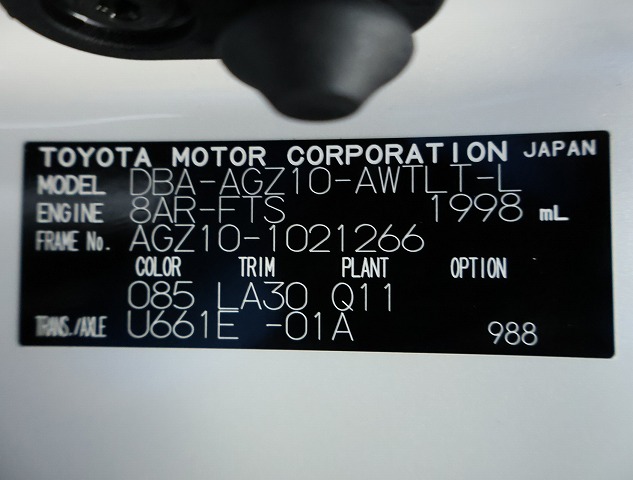 TOYOTA MOTOR CORPORATION JAPAN
MODEL DBA-AGZ10-AWTLT-L
ENGINE 8AR-FTS 1998 mL
FRAME No. AGZ10-1021266
COLOR TRIM PLANT OPTION
085 LA30 Q11
TRANS./AXLE U661E -01A 988